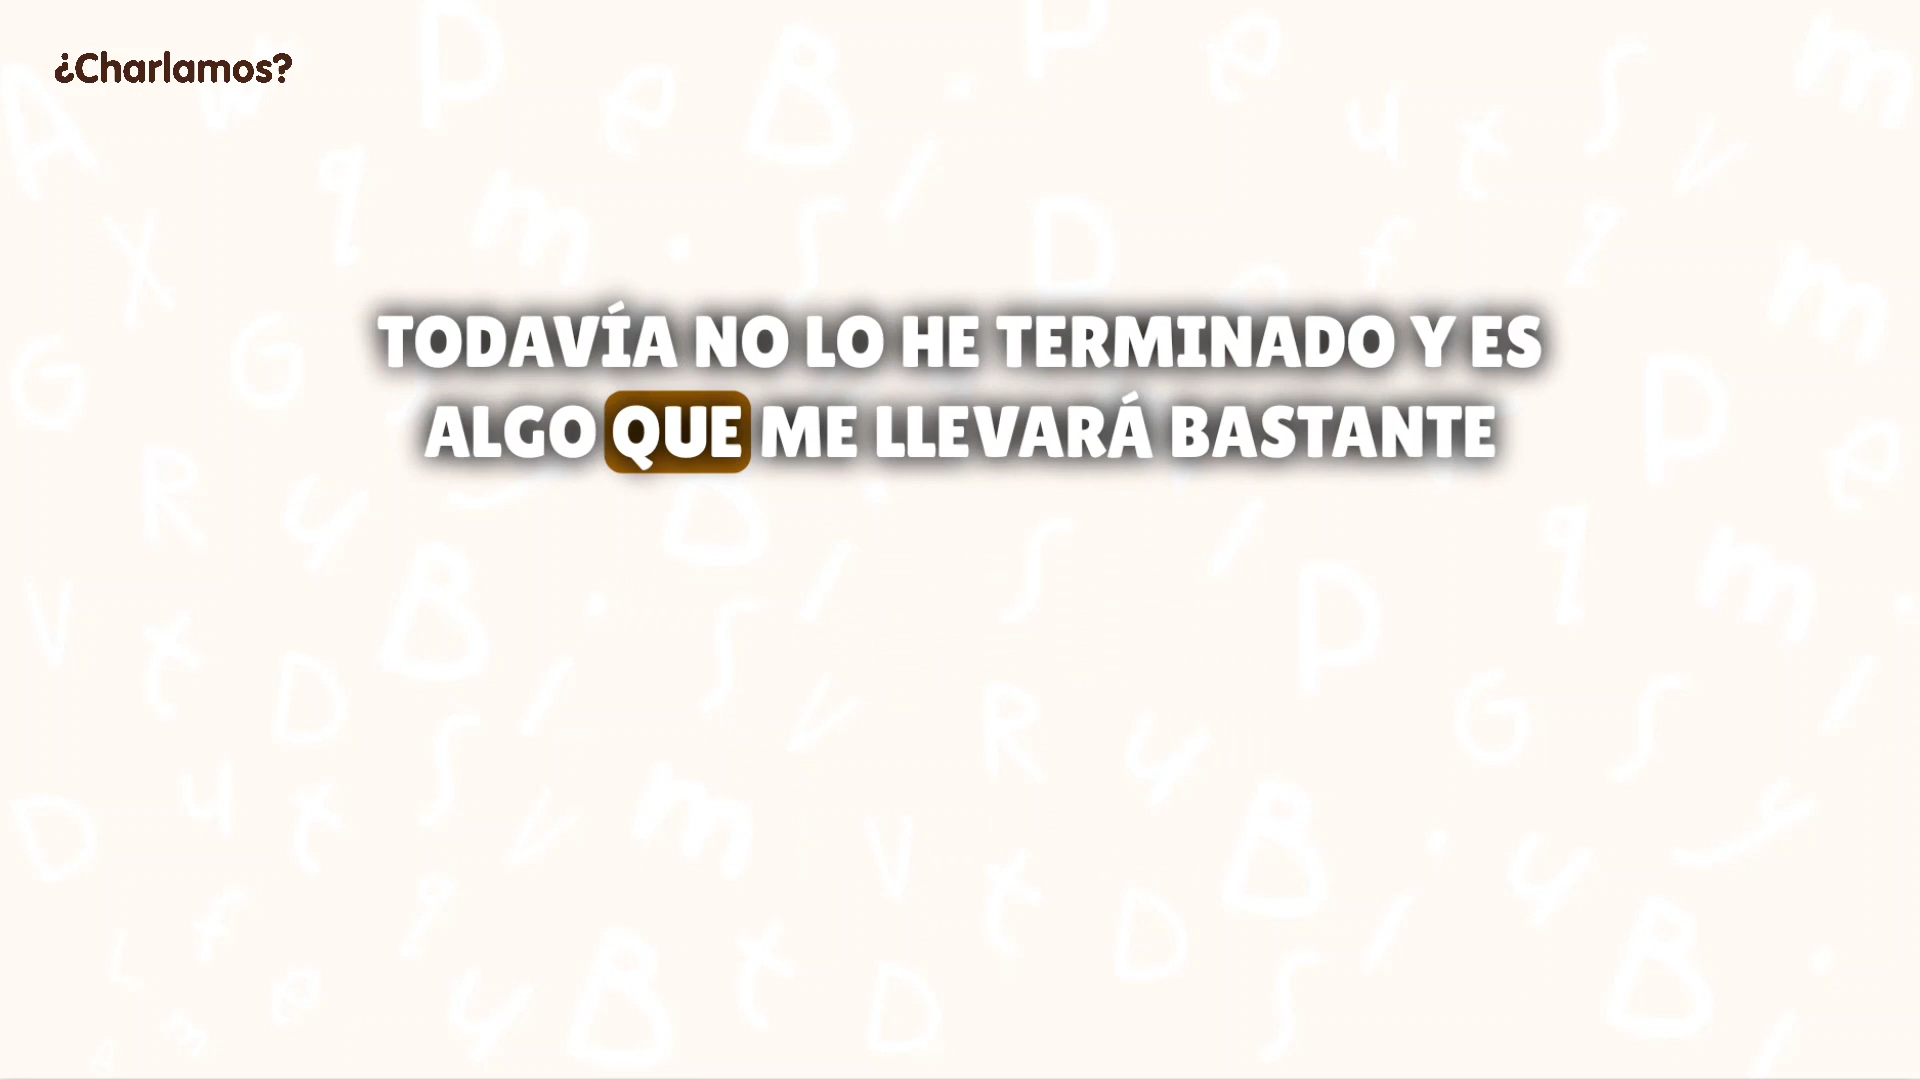 ¿Charlamos?
TODAVÍA NO LO HE TERMINADO Y ES
ALGO QUE ME LLEVARÁ BASTANTE